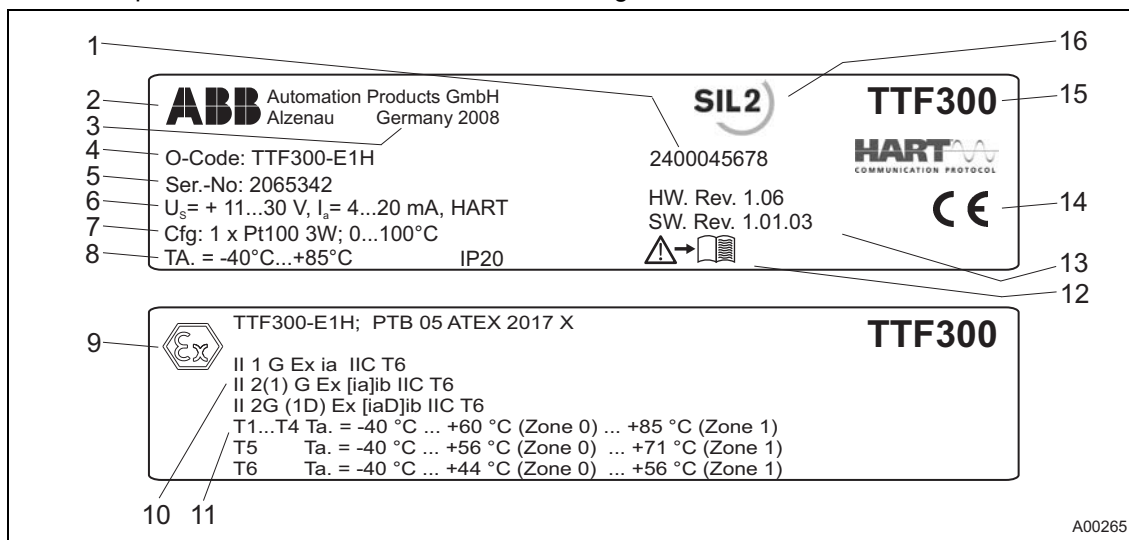 1
16
2
ABB Automation Products GmbH
SIL2
TTF300
15
3
Alzenau Germany 2008
4
O-Code: TTF300-E1H
2400045678
HART
COMMUNICATION PROTOCOL
5
Ser.-No: 2065342
6
Us= + 11...30 V, Ia= 4...20 mA, HART
HW. Rev. 1.06
CE
14
7
Cfg: 1 x Pt100 3W; 0...100°C
SW. Rev. 1.01.03
8
TA. = -40°C...+85°C IP20
13
12
9
Ex
TTF300-E1H; PTB 05 ATEX 2017 X
TTF300
II 1 G Ex ia IIC T6
II 2(1) G Ex [ia]ib IIC T6
II 2G (1D) Ex [iaD]ib IIC T6
T1...T4 Ta. = -40 °C ... +60 °C (Zone 0) ... +85 °C (Zone 1)
T5 Ta. = -40 °C ... +56 °C (Zone 0) ... +71 °C (Zone 1)
T6 Ta. = -40 °C ... +44 °C (Zone 0) ... +56 °C (Zone 1)
10 11
A00265